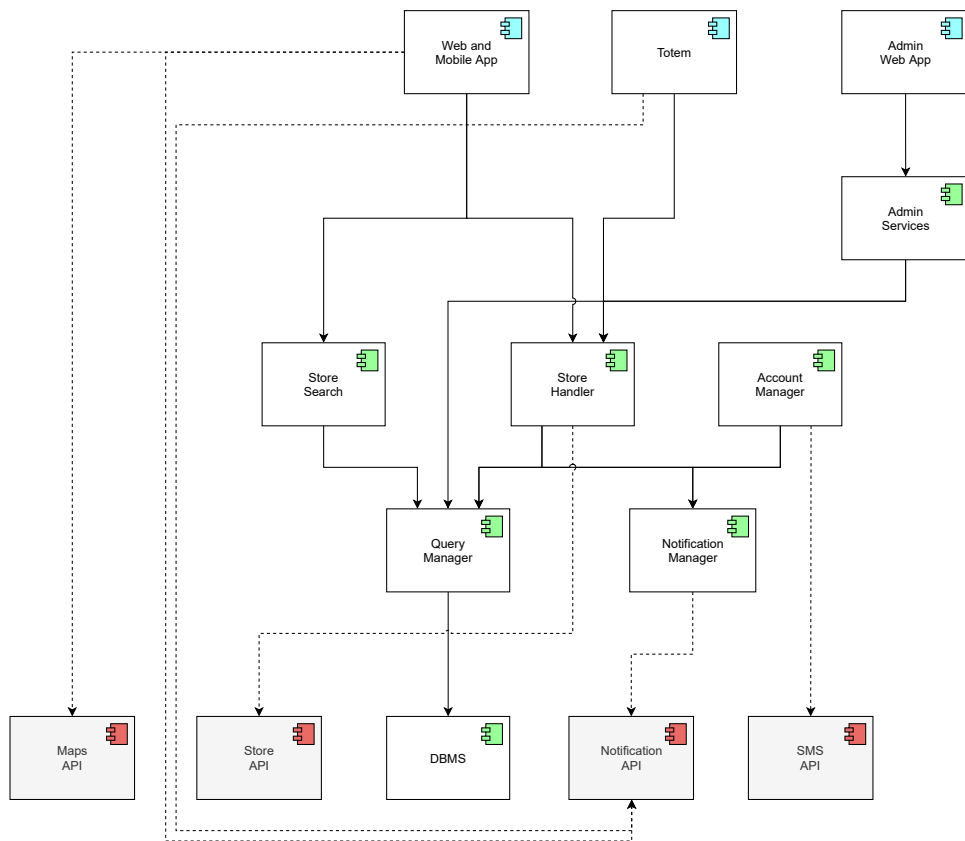 Web and
Mobile App
Totem
Admin
Web App
Admin
Services
Store
Search
Store
Handler
Account
Manager
Query
Manager
Notification
Manager
Maps
API
Store
API
DBMS
Notification
API
SMS
API